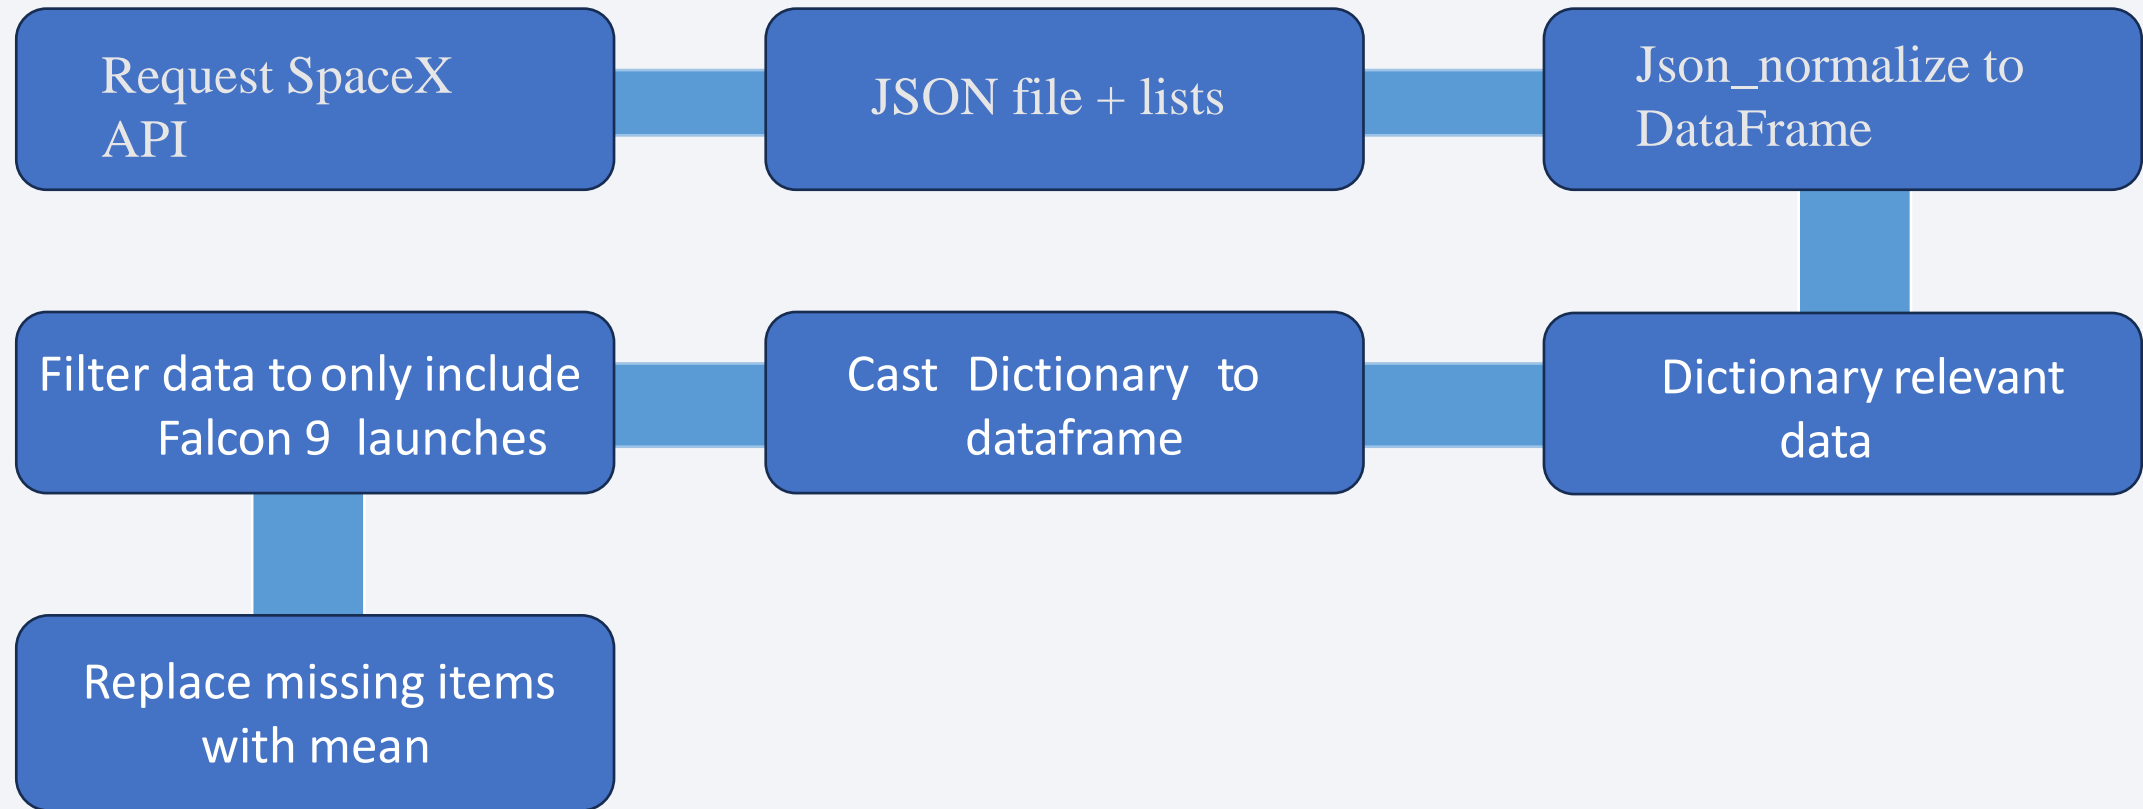 Request SpaceX
API
JSON file + lists
Json_normalize to
DataFrame
Filter data to only include
Falcon 9 launches
Cast Dictionary to
dataframe
Dictionary relevant
data
Replace missing items
with mean